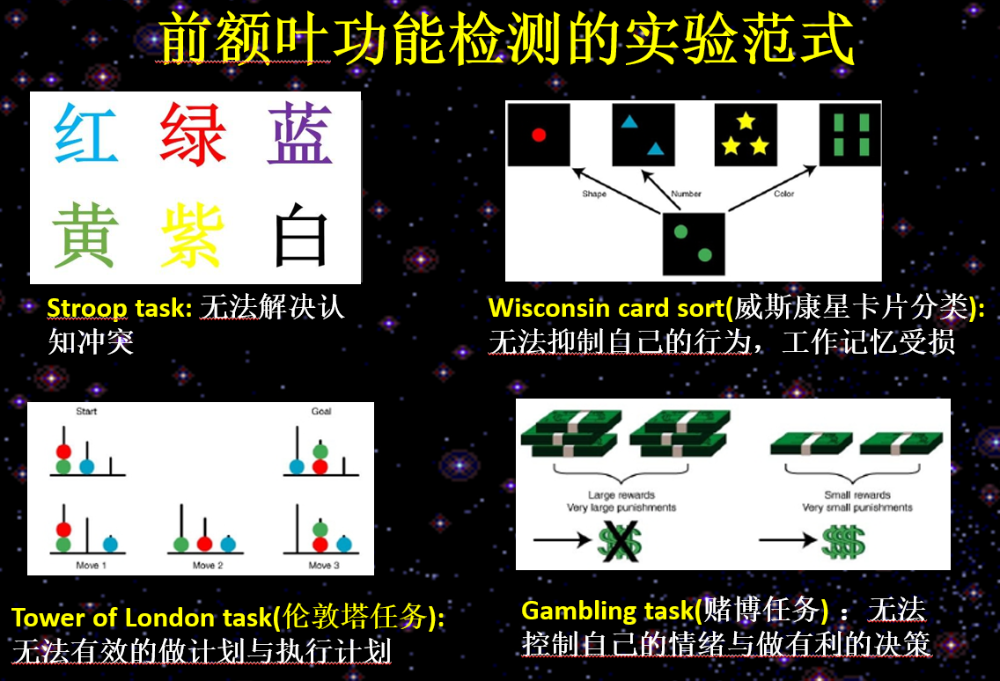 前额叶功能检测的实验范式
红 绿 蓝
黄 紫 白
Stroop task: 无法解决认
知冲突
Shape Number Color
Wisconsin card sort(威斯康星卡片分类):
无法抑制自己的行为，工作记忆受损
Start Goal
Move 1 Move 2 Move 3
Tower of London task(伦敦塔任务):
无法有效的做计划与执行计划
Large rewards
Very large punishments
Small rewards
Very small punishments
$$$ X
$$$$
Gambling task(赌博任务) ：无法
控制自己的情绪与做有利的决策